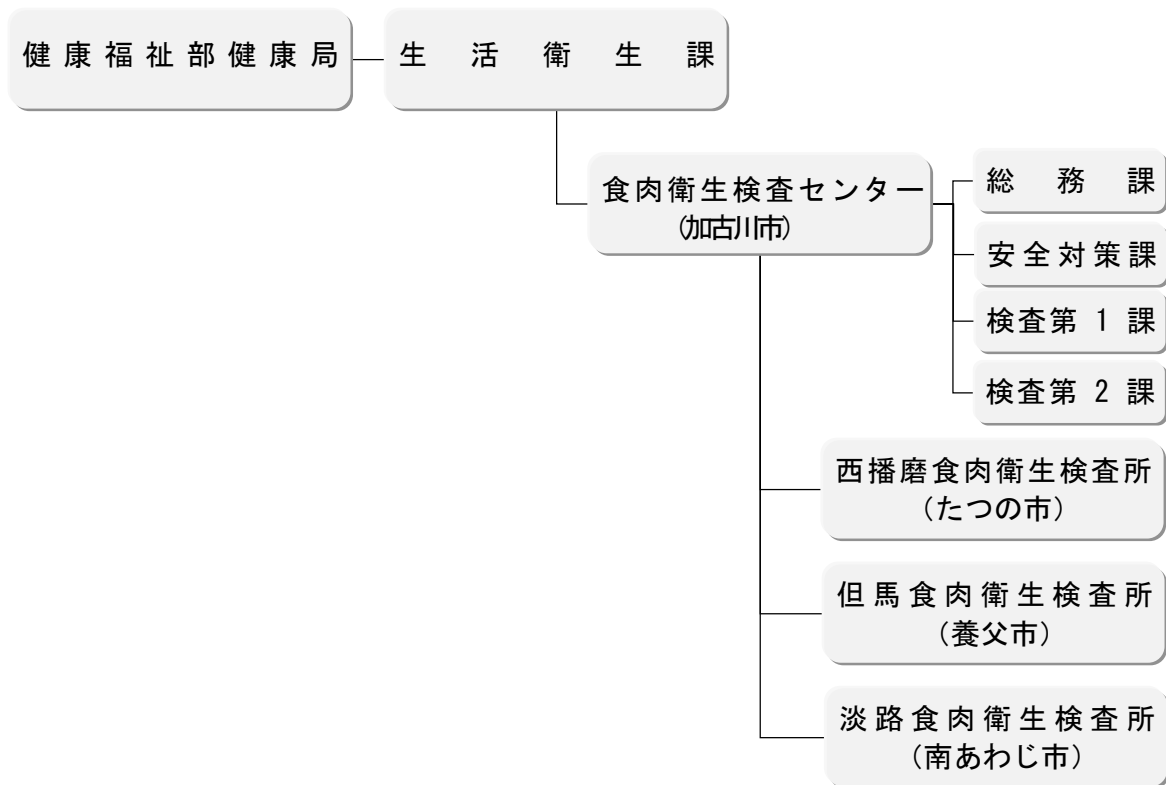 健康福祉部健康局
生活衛生課
食肉衛生検査センター
(加古川市)
総務課
安全対策課
検査第1課
検査第2課
西播磨食肉衛生検査所
(たつの市)
但馬食肉衛生検査所
(養父市)
淡路食肉衛生検査所
(南あわじ市)